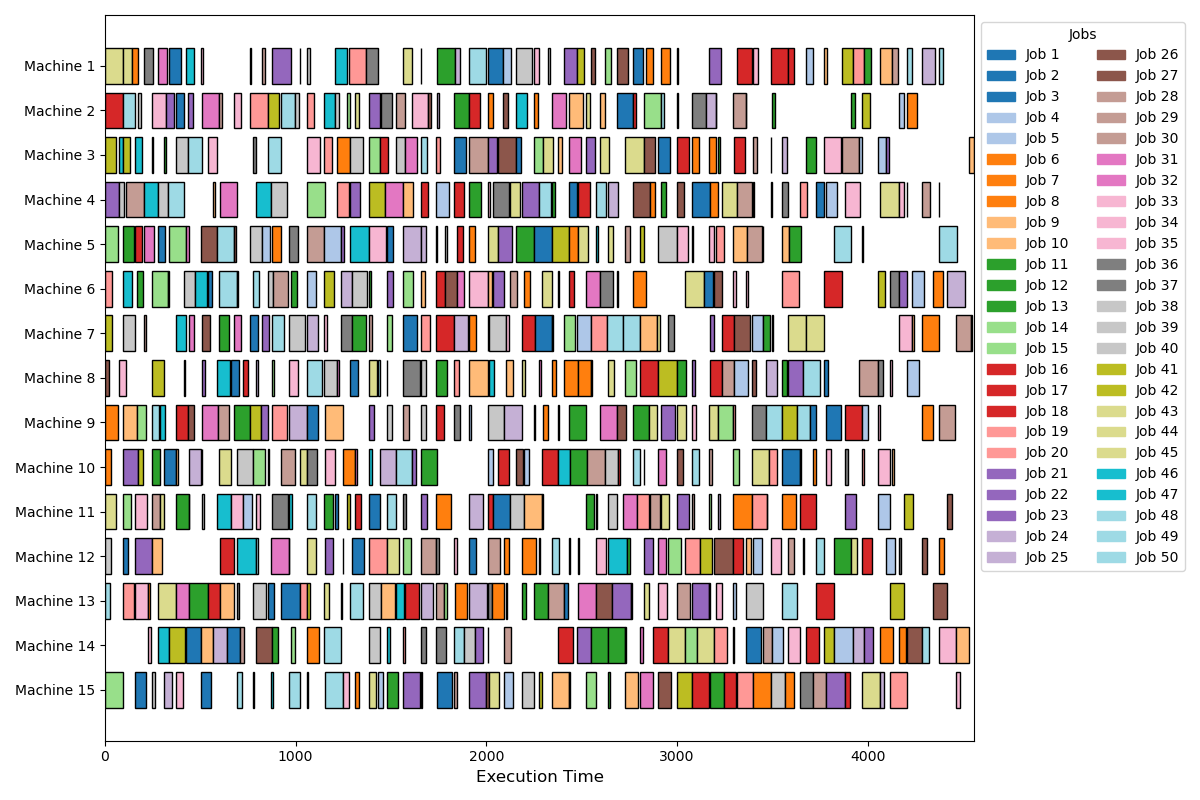 Machine 1
Machine 2
Machine 3
Machine 4
Machine 5
Machine 6
Machine 7
Machine 8
Machine 9
Machine 10
Machine 11
Machine 12
Machine 13
Machine 14
Machine 15
0 1000 2000 3000 4000
Execution Time
Jobs
Job 1 Job 26
Job 2 Job 27
Job 3 Job 28
Job 4 Job 29
Job 5 Job 30
Job 6 Job 31
Job 7 Job 32
Job 8 Job 33
Job 9 Job 34
Job 10 Job 35
Job 11 Job 36
Job 12 Job 37
Job 13 Job 38
Job 14 Job 39
Job 15 Job 40
Job 16 Job 41
Job 17 Job 42
Job 18 Job 43
Job 19 Job 44
Job 20 Job 45
Job 21 Job 46
Job 22 Job 47
Job 23 Job 48
Job 24 Job 49
Job 25 Job 50